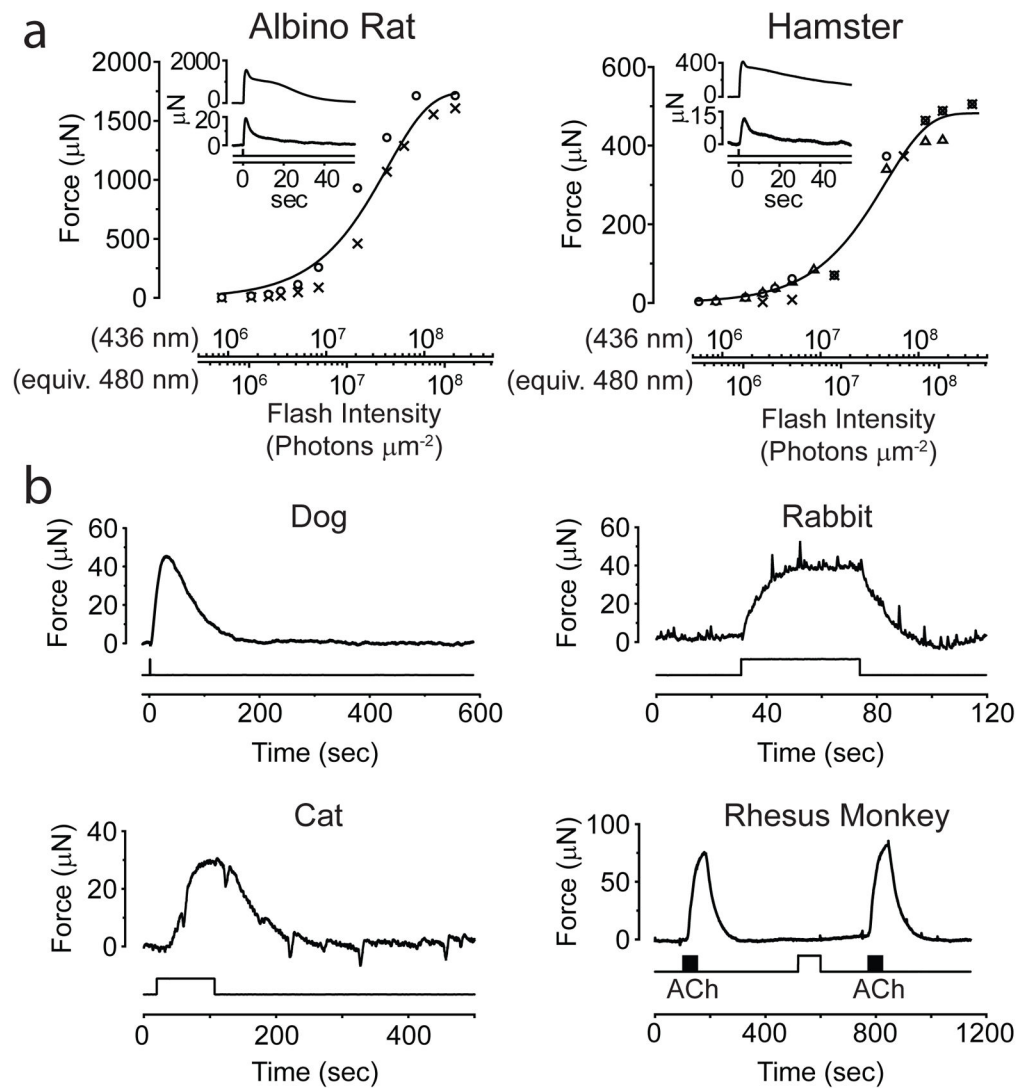 a
Albino Rat
Hamster
Force (μN)
2000
1500
1000
500
0
μN
2000
0
20
0
0 20 40
sec
(436 nm)
10⁶ 10⁷ 10⁸
(equiv. 480 nm)
10⁶ 10⁷ 10⁸
Flash Intensity
(Photons μm⁻²)
Force (μN)
600
400
200
0
μN
400
0
15
0
0 20 40
sec
(436 nm)
10⁶ 10⁷ 10⁸
(equiv. 480 nm)
10⁶ 10⁷ 10⁸
Flash Intensity
(Photons μm⁻²)
b
Dog
Force (μN)
60
40
20
0
0 200 400 600
Time (sec)
Rabbit
Force (μN)
60
40
20
0
0 40 80 120
Time (sec)
Cat
Force (μN)
40
20
0
0 200 400
Time (sec)
Rhesus Monkey
Force (μN)
100
50
0
ACh ACh
0 400 800 1200
Time (sec)